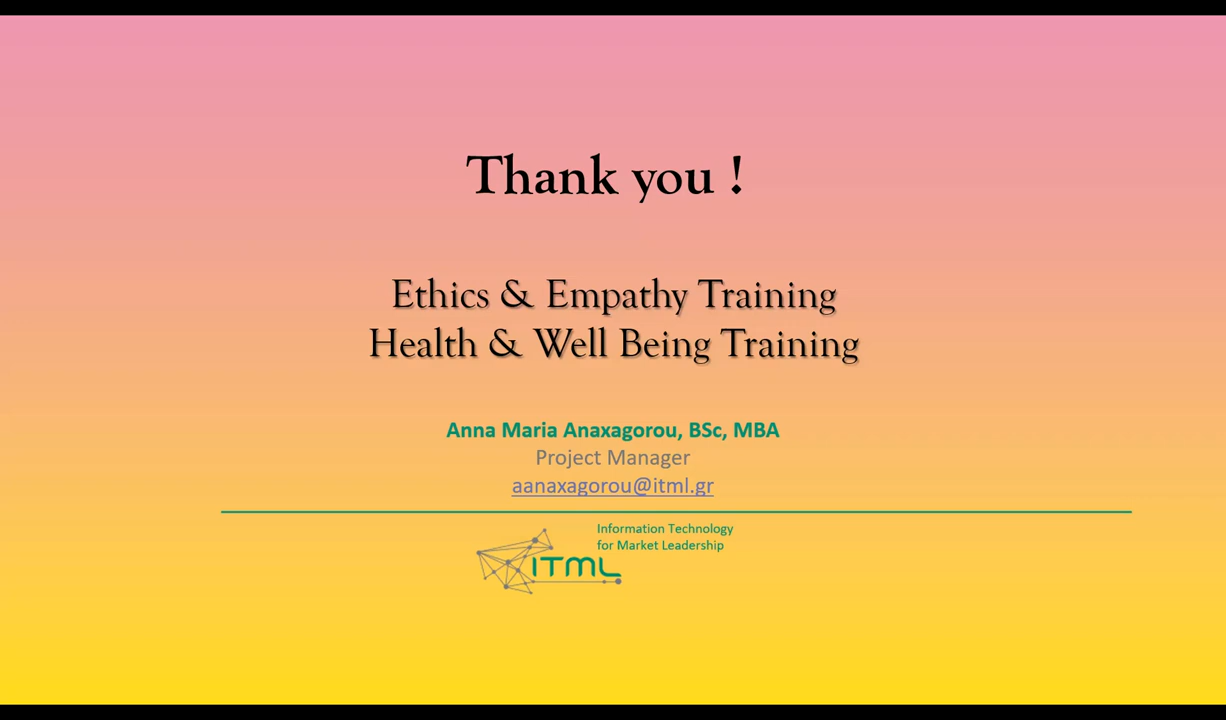 Thank you !
Ethics & Empathy Training
Health & Well Being Training
Anna Maria Anaxagorou, BSc, MBA
Project Manager
aanaxagorou@itml.gr
Information Technology
for Market Leadership
ITML